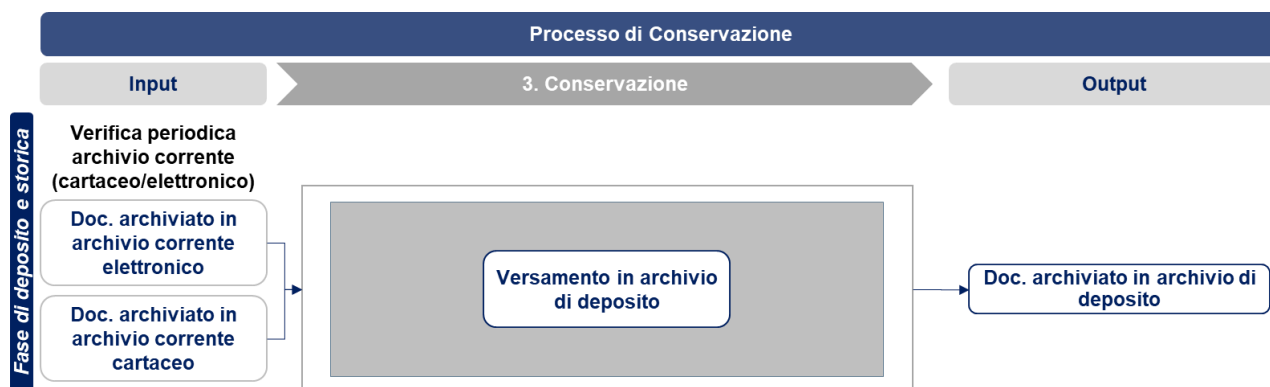 Processo di Conservazione
Input
3. Conservazione
Output
Fase di deposito e storica
Verifica periodica
archivio corrente
(cartaceo/elettronico)
Doc. archiviato in
archivio corrente
elettronico
Doc. archiviato in
archivio corrente
cartaceo
Versamento in archivio
di deposito
Doc. archiviato in archivio di
deposito